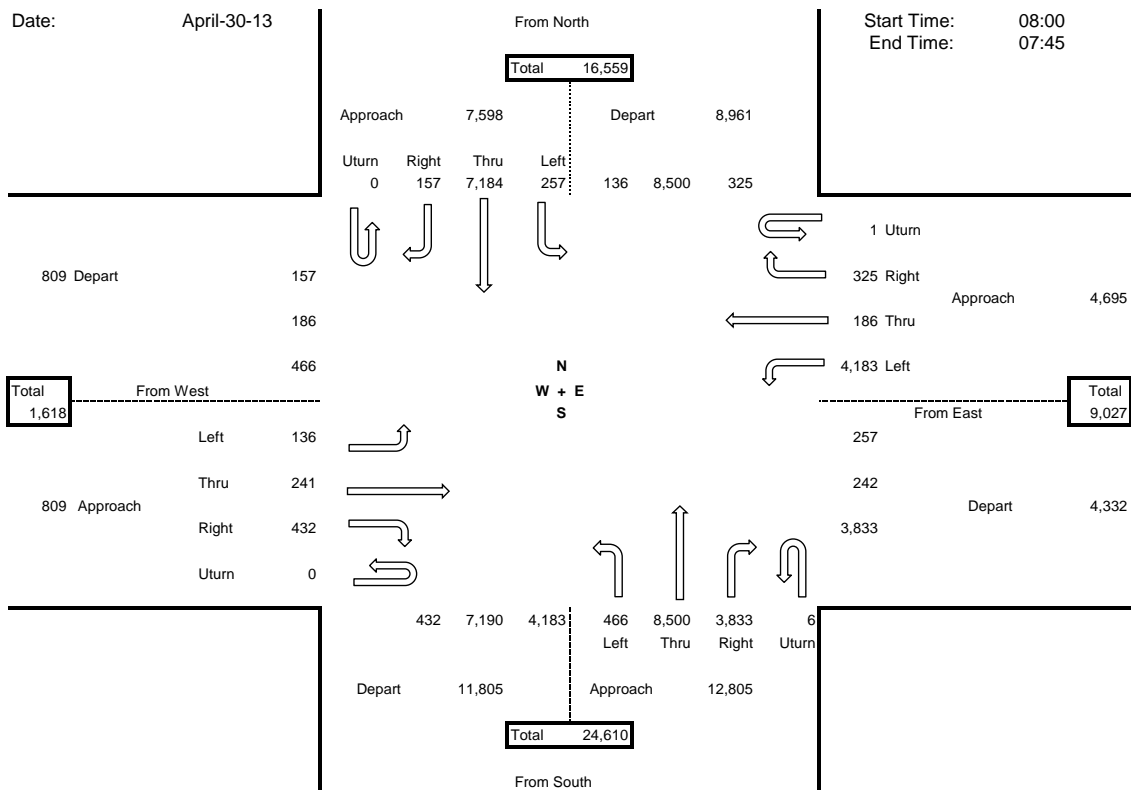 Date: April-30-13 From North Start Time: 08:00
End Time: 07:45
Total 16,559
Approach 7,598 Depart 8,961
Uturn Right Thru Left
0 157 7,184 257 136 8,500 325
1 Uturn
809 Depart 157 325 Right
Approach 4,695
186 186 Thru
466 N 4,183 Left
Total From West W + E Total
1,618 S From East 9,027
Left 136 257
Thru 241 242
809 Approach Depart 4,332
Right 432 3,833
Uturn 0
432 7,190 4,183 466 8,500 3,833 6
Left Thru Right Uturn
Depart 11,805 Approach 12,805
Total 24,610
From South